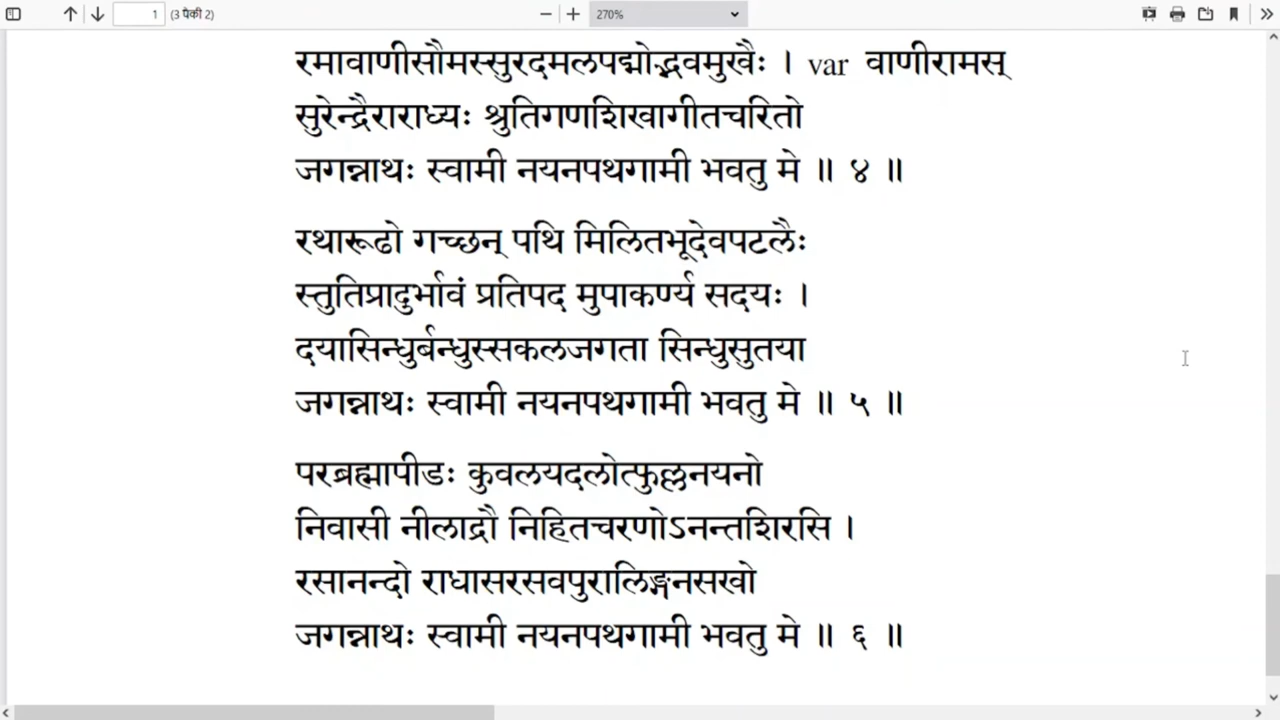 1 (3 पैकी 2) 270%
रमावाणीसौमस्सुरदमलपद्मोद्भवमुखैः । var वाणीरामस्
सुरेन्द्रैराराध्यः श्रुतिगणशिखागीतचरितो
जगन्नाथः स्वामी नयनपथगामी भवतु मे ॥ ४ ॥
रथारूढो गच्छन् पथि मिलितभूदेवपटलैः
स्तुतिप्रादुर्भावं प्रतिपद मुपाकर्ण्य सदयः ।
दयासिन्धुर्बन्धुस्सकलजगता सिन्धुसुतया
जगन्नाथः स्वामी नयनपथगामी भवतु मे ॥ ५ ॥
परब्रह्मापीडः कुवलयदलोत्फुल्लनयनो
निवासी नीलाद्रौ निहितचरणोऽनन्तशिरसि ।
रसानन्दो राधासरसवपुरालिङ्गनसखो
जगन्नाथः स्वामी नयनपथगामी भवतु मे ॥ ६ ॥